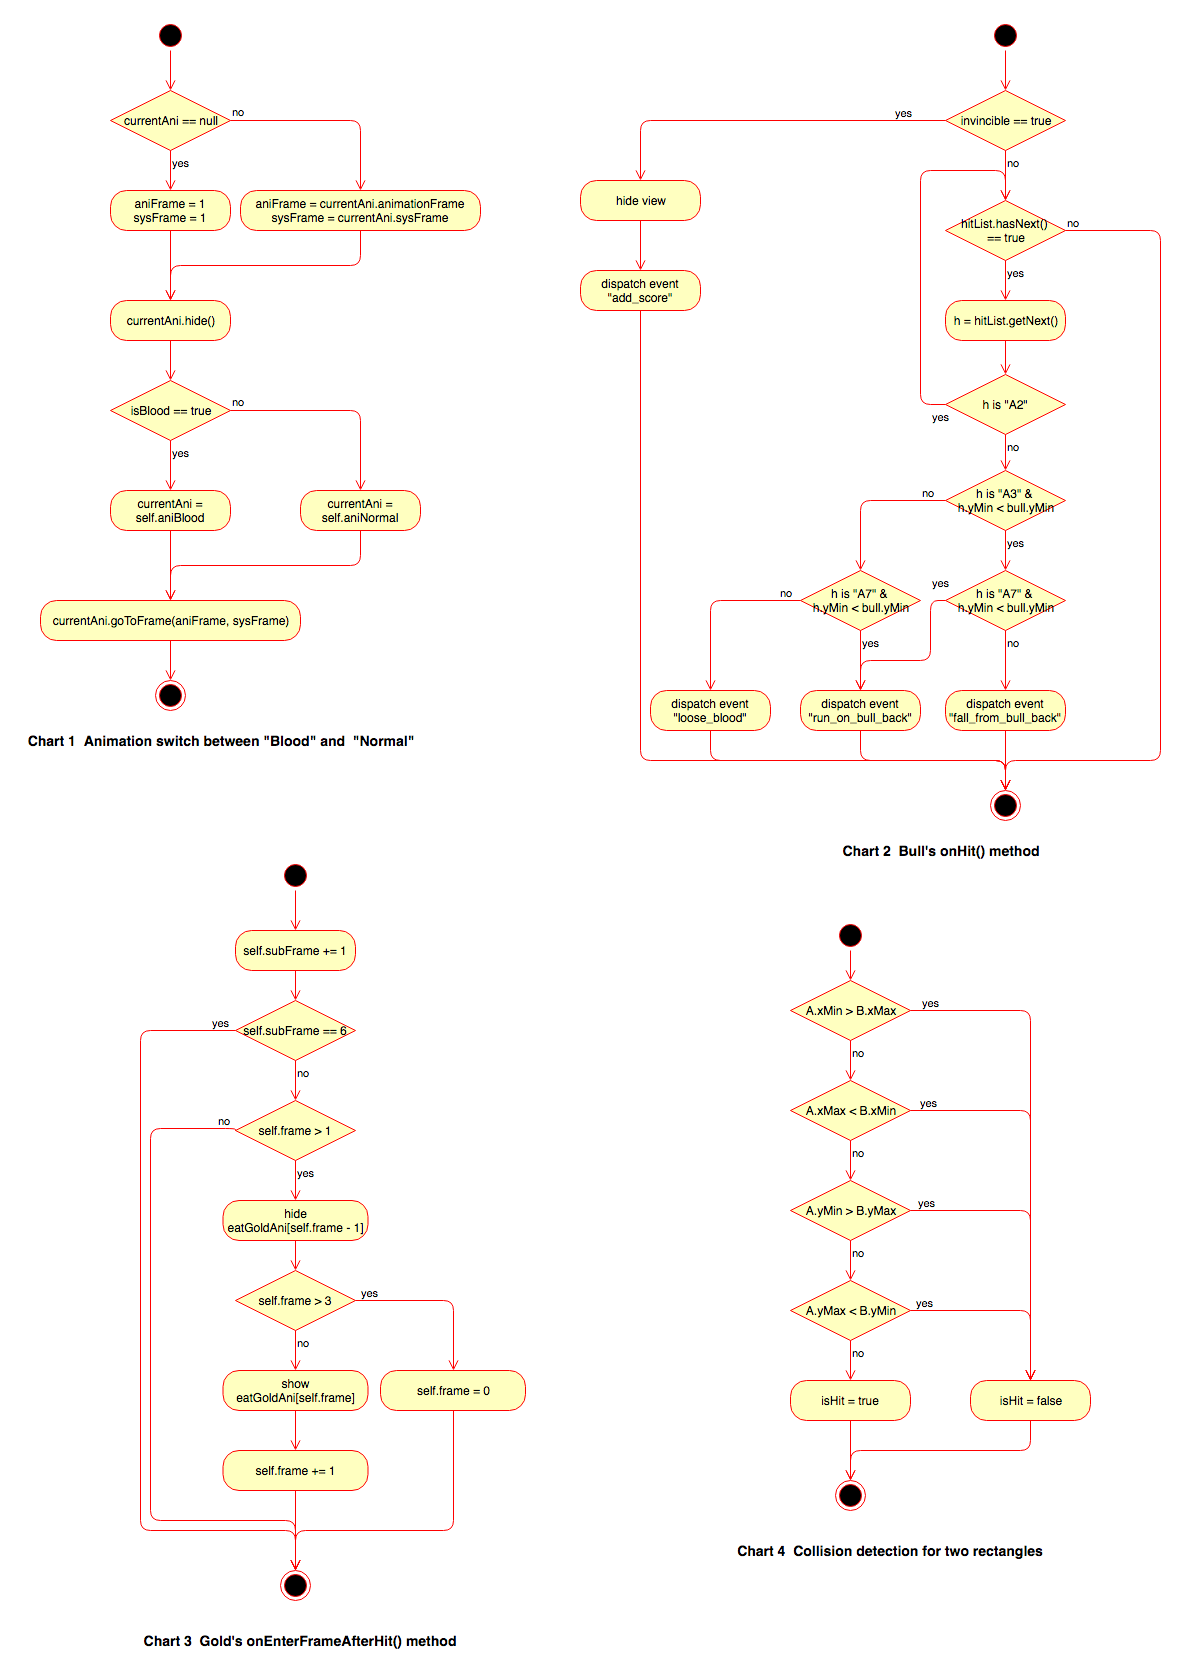 currentAni == null
no
yes
aniFrame = 1
sysFrame = 1
aniFrame = currentAni.animationFrame
sysFrame = currentAni.sysFrame
currentAni.hide()
isBlood == true
no
yes
currentAni =
self.aniBlood
currentAni =
self.aniNormal
currentAni.goToFrame(aniFrame, sysFrame)
Chart 1  Animation switch between "Blood" and  "Normal"
yes
invincible == true
no
hide view
dispatch event
"add_score"
hitList.hasNext()
== true
no
yes
h = hitList.getNext()
h is "A2"
yes
no
h is "A3" &
h.yMin < bull.yMin
no
yes
h is "A7" &
h.yMin < bull.yMin
no
yes
h is "A7" &
h.yMin < bull.yMin
yes
no
dispatch event
"loose_blood"
dispatch event
"run_on_bull_back"
dispatch event
"fall_from_bull_back"
Chart 2  Bull's onHit() method
self.subFrame += 1
yes
self.subFrame == 6
no
no
self.frame > 1
yes
hide
eatGoldAni[self.frame - 1]
self.frame > 3
yes
no
show
eatGoldAni[self.frame]
self.frame = 0
self.frame += 1
Chart 3  Gold's onEnterFrameAfterHit() method
A.xMin > B.xMax
yes
no
A.xMax < B.xMin
yes
no
A.yMin > B.yMax
yes
no
A.yMax < B.yMin
yes
no
isHit = true
isHit = false
Chart 4  Collision detection for two rectangles